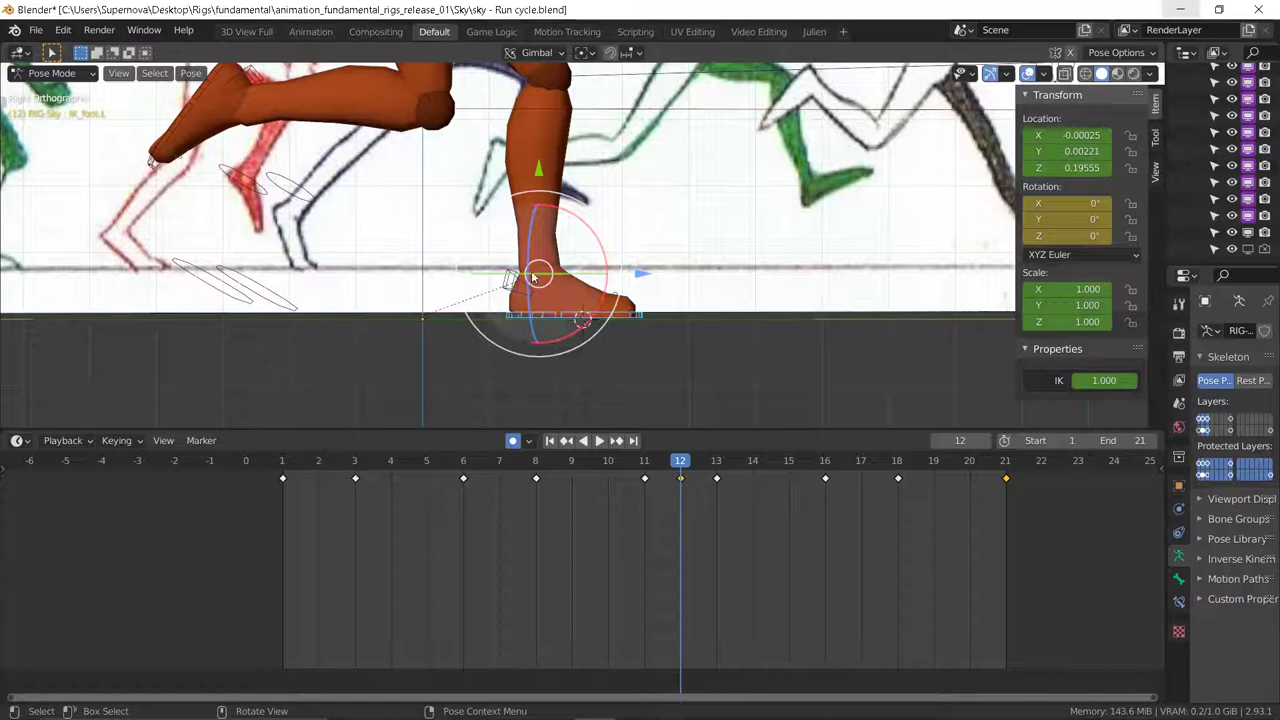 Blender* [C:\Users\Supernova\Desktop\Rigs\fundamental\animation_fundamental_rigs_release_01\Sky\sky - Run cycle.blend]
File Edit Render Window Help
3D View Full Animation Compositing Default Game Logic Motion Tracking Scripting UV Editing Video Editing Julien
Scene
RenderLayer
Gimbal
Pose Options
Pose Mode View Select Pose
Right Orthographic
(12) RIG-Sky : IK_foot.L
Transform
Location:
X -0.00025
Y 0.00221
Z 0.19555
Rotation:
X 0°
Y 0°
Z 0°
XYZ Euler
Scale:
X 1.000
Y 1.000
Z 1.000
Properties
IK 1.000
Item
Tool
View
RIG-
Skeleton
Pose P... Rest P...
Layers:
Protected Layers:
Viewport Displ
Bone Groups
Pose Library
Inverse Kinem
Motion Paths
Custom Proper
Playback Keying View Marker
12 Start 1 End 21
-6 -5 -4 -3 -2 -1 0 1 2 3 4 5 6 7 8 9 10 11 12 13 14 15 16 17 18 19 20 21 22 23 24 25
Select Box Select Rotate View Pose Context Menu
Memory: 143.6 MiB | VRAM: 0.2/1.0 GiB | 2.93.1